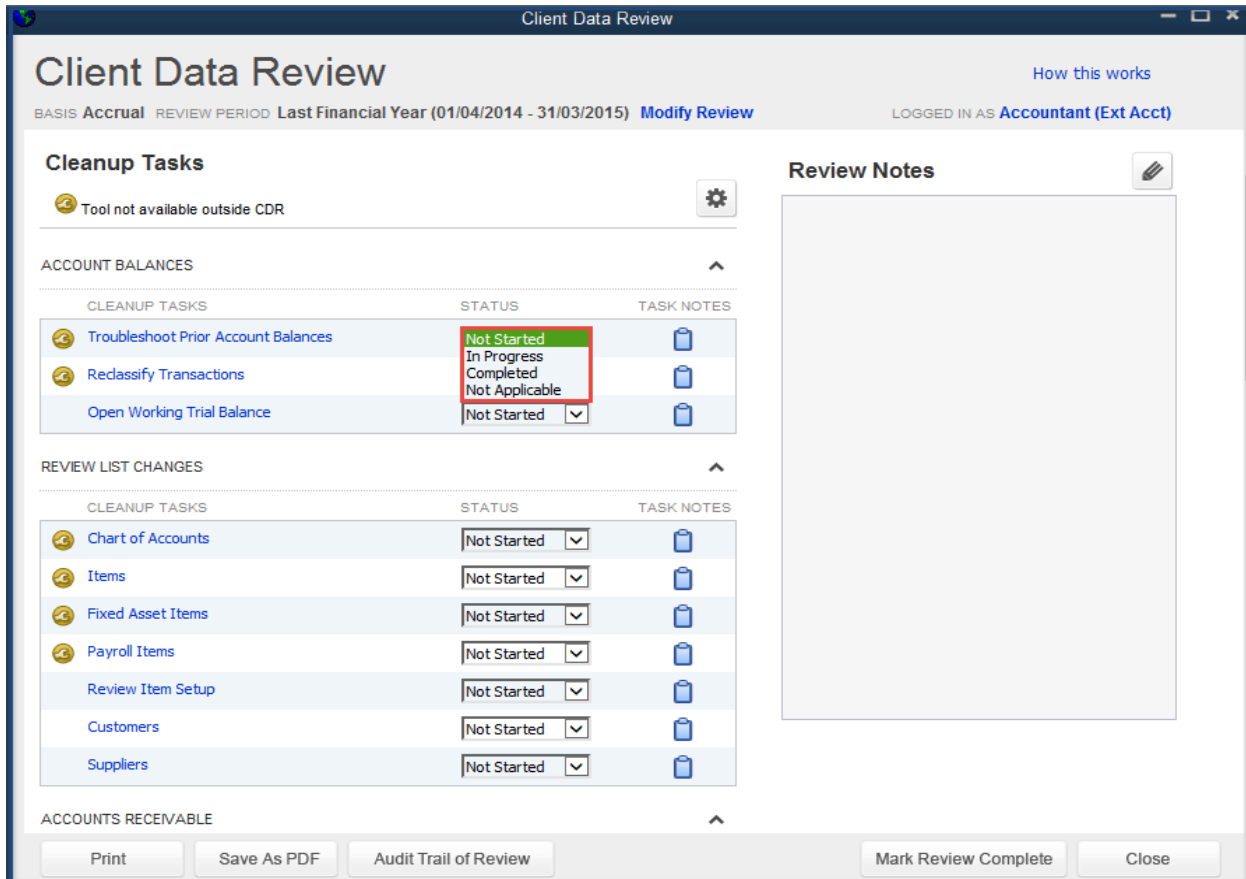 Client Data Review
Client Data Review
How this works
BASIS Accrual REVIEW PERIOD Last Financial Year (01/04/2014 - 31/03/2015) Modify Review
LOGGED IN AS Accountant (Ext Acct)
Cleanup Tasks
Tool not available outside CDR
Review Notes
ACCOUNT BALANCES
CLEANUP TASKS STATUS TASK NOTES
Troubleshoot Prior Account Balances
Not Started
In Progress
Completed
Not Applicable
Reclassify Transactions
Open Working Trial Balance Not Started
REVIEW LIST CHANGES
CLEANUP TASKS STATUS TASK NOTES
Chart of Accounts Not Started
Items Not Started
Fixed Asset Items Not Started
Payroll Items Not Started
Review Item Setup Not Started
Customers Not Started
Suppliers Not Started
ACCOUNTS RECEIVABLE
Print Save As PDF Audit Trail of Review Mark Review Complete Close